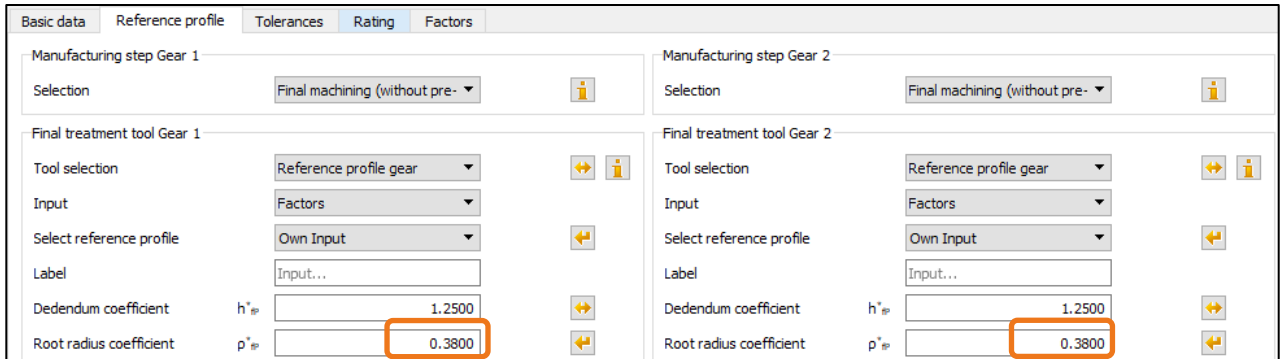 Basic data Reference profile Tolerances Rating Factors
Manufacturing step Gear 1
Selection Final machining (without pre-
Final treatment tool Gear 1
Tool selection Reference profile gear
Input Factors
Select reference profile Own Input
Label Input...
Dedendum coefficient h*fP 1.2500
Root radius coefficient ρ*fP 0.3800
Manufacturing step Gear 2
Selection Final machining (without pre-
Final treatment tool Gear 2
Tool selection Reference profile gear
Input Factors
Select reference profile Own Input
Label Input...
Dedendum coefficient h*fP 1.2500
Root radius coefficient ρ*fP 0.3800